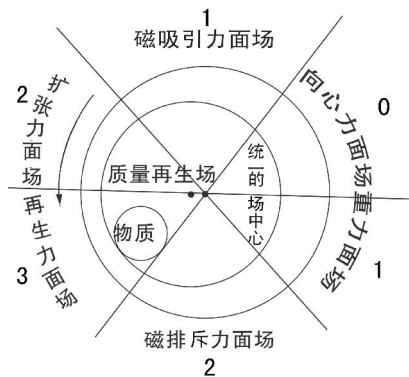 1
磁吸引力面场
2
扩张力面场
向心力面场
0
质量再生场
统的场中心
物质
再生力面场
3
重力面场
1
磁排斥力面场
2